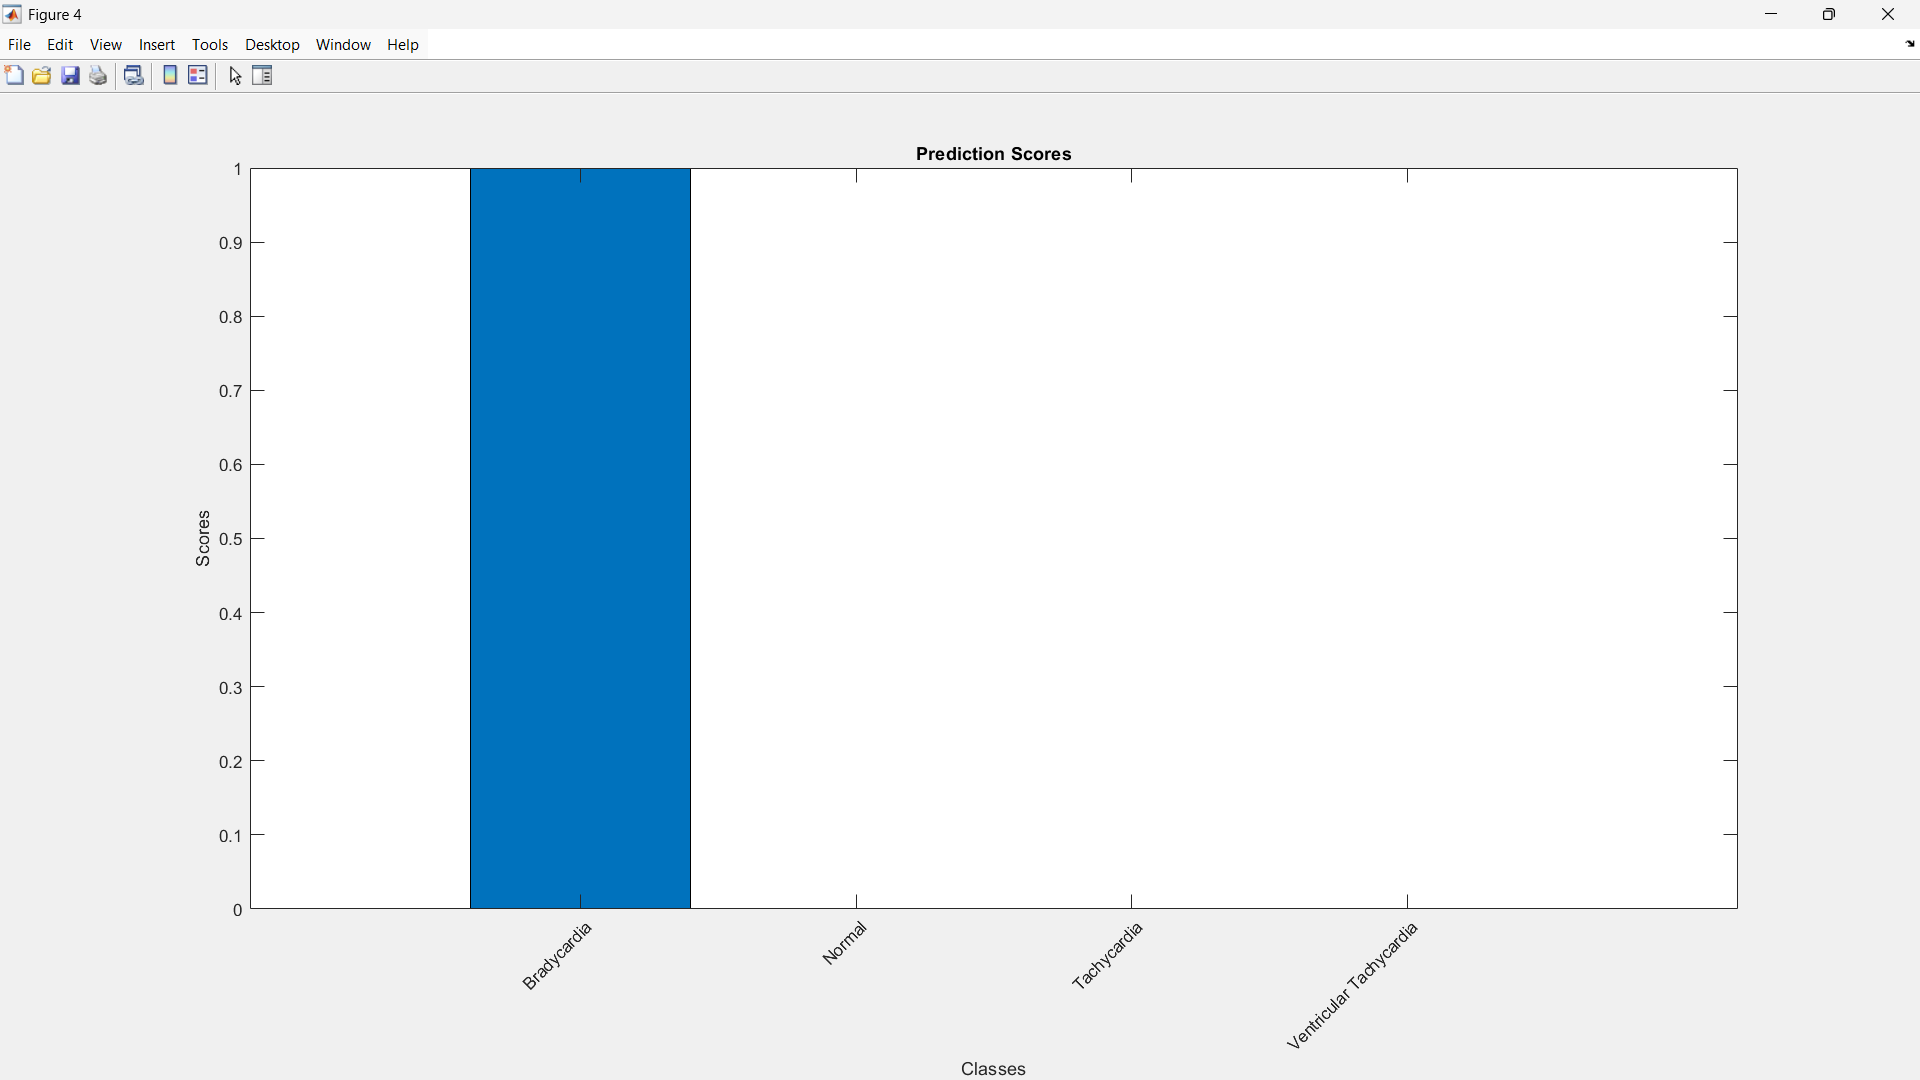 Figure 4
File Edit View Insert Tools Desktop Window Help
Prediction Scores
1
0.9
0.8
0.7
0.6
0.5
0.4
0.3
0.2
0.1
0
Scores
Bradycardia
Normal
Tachycardia
Ventricular Tachycardia
Classes